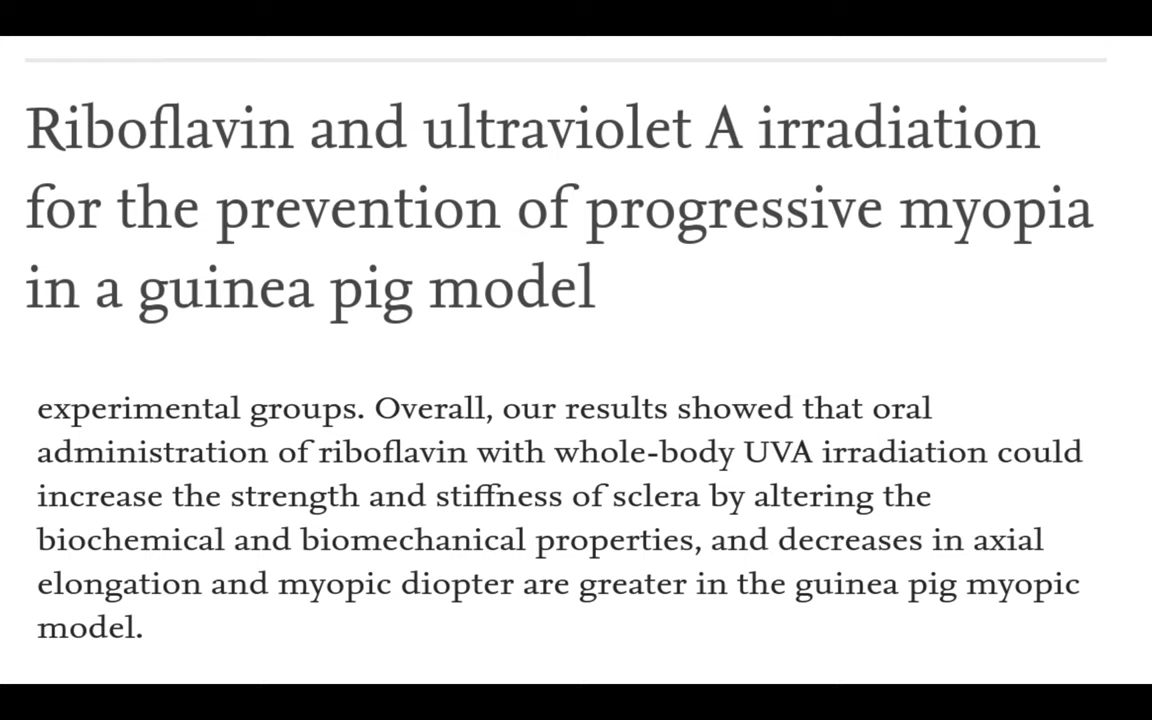 Riboflavin and ultraviolet A irradiation
for the prevention of progressive myopia
in a guinea pig model
experimental groups. Overall, our results showed that oral
administration of riboflavin with whole-body UVA irradiation could
increase the strength and stiffness of sclera by altering the
biochemical and biomechanical properties, and decreases in axial
elongation and myopic diopter are greater in the guinea pig myopic
model.